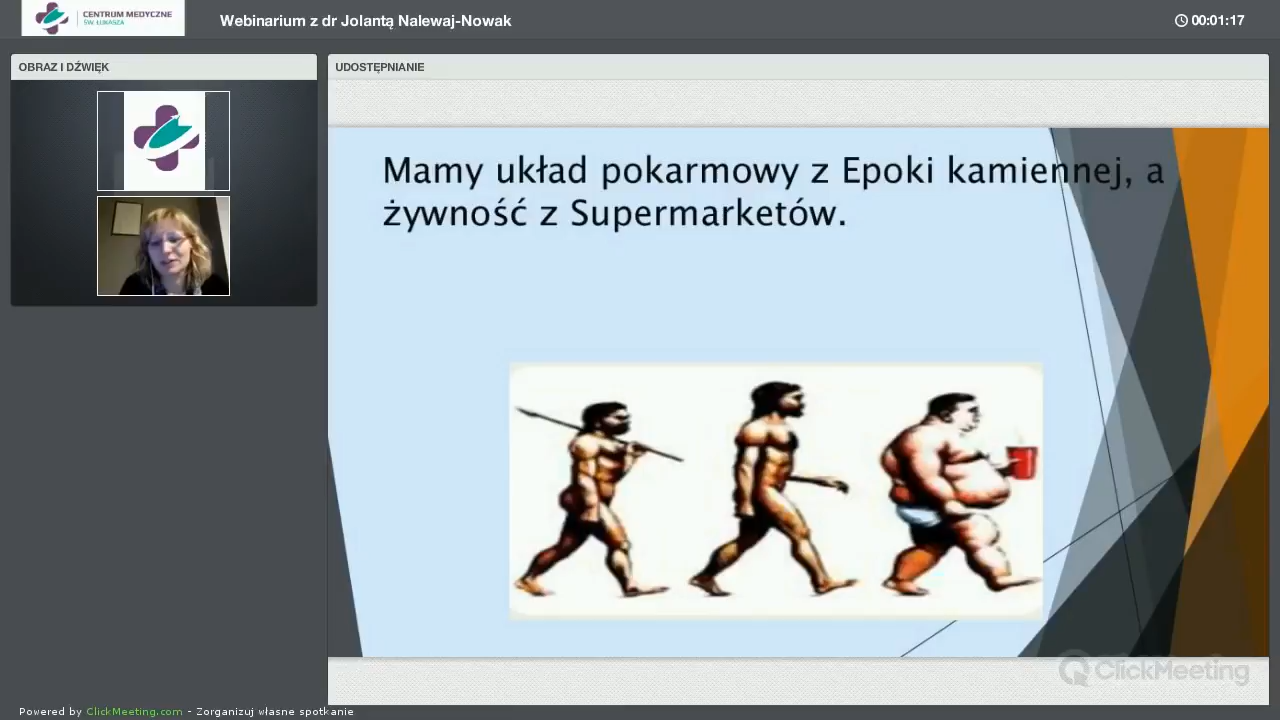 CENTRUM MEDYCZNE
ŚW. ŁUKASZA
Webinarium z dr Jolantą Nalewaj-Nowak
00:01:17
OBRAZ I DŹWIĘK
UDOSTĘPNIANIE
Mamy układ pokarmowy z Epoki kamiennej, a
żywność z Supermarketów.
ClickMeeting
Powered by ClickMeeting.com - Zorganizuj własne spotkanie